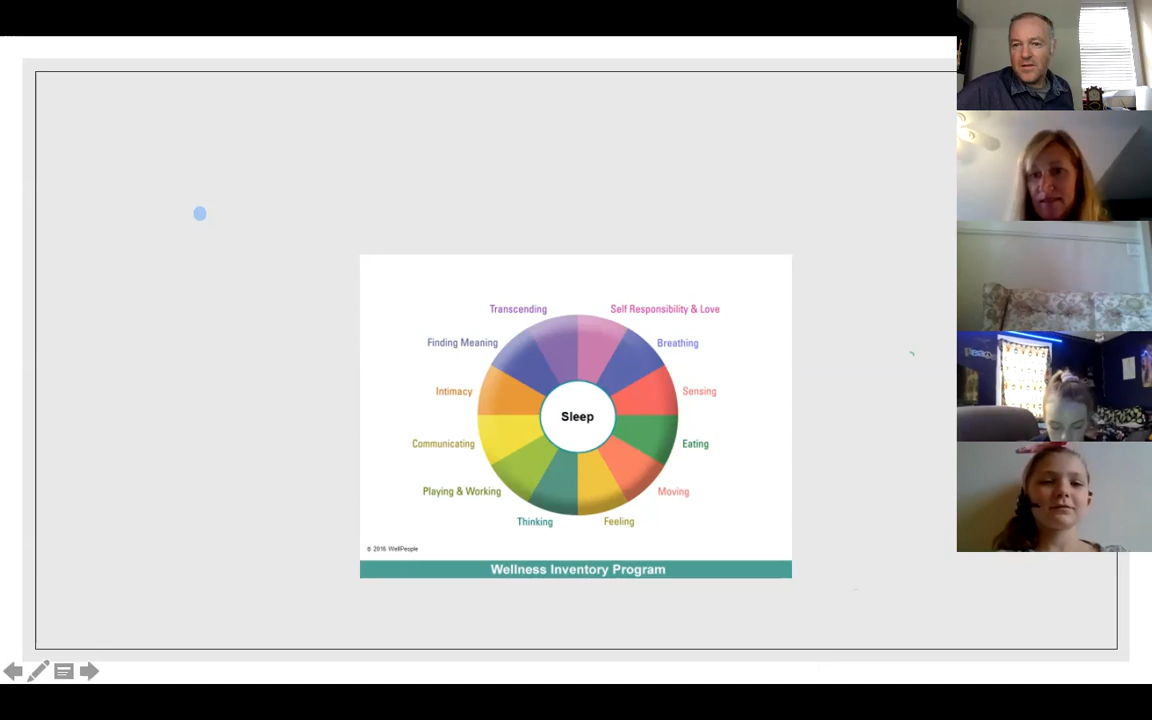 Transcending
Self Responsibility & Love
Finding Meaning
Breathing
Intimacy
Sensing
Sleep
Communicating
Eating
Playing & Working
Moving
Thinking
Feeling
© 2016 WellPeople
Wellness Inventory Program